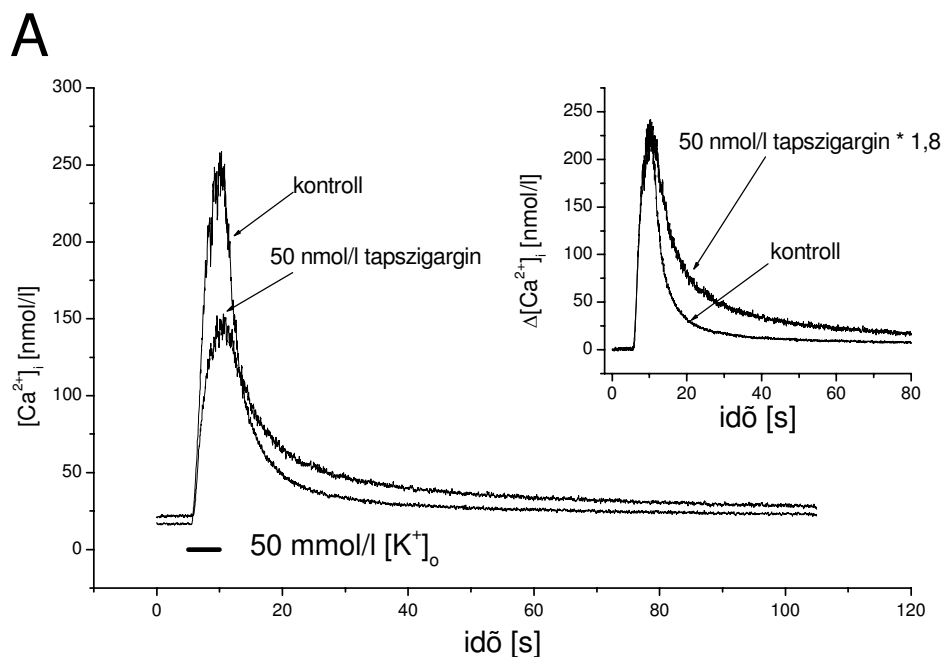 A
300
250
200
150
100
50
0
[Ca²⁺]ᵢ [nmol/l]
kontroll
50 nmol/l tapszigargin
50 mmol/l [K⁺]ₒ
0
20
40
60
80
100
120
idõ [s]
250
200
150
100
50
0
Δ[Ca²⁺]ᵢ [nmol/l]
50 nmol/l tapszigargin * 1,8
kontroll
0
20
40
60
80
idõ [s]